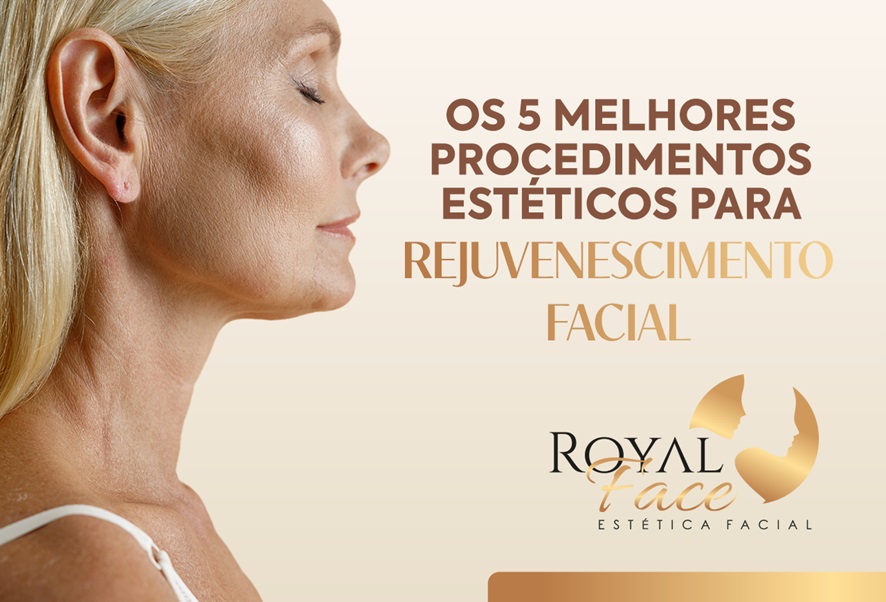 OS 5 MELHORES
PROCEDIMENTOS
ESTÉTICOS PARA
REJUVENESCIMENTO
FACIAL
ROYAL
Face
ESTÉTICA FACIAL